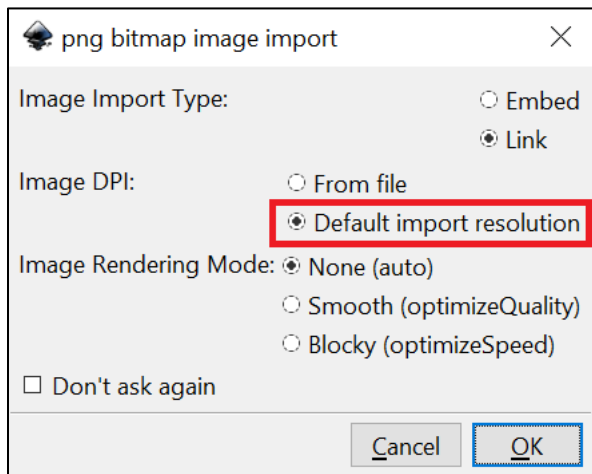 png bitmap image import
Image Import Type:
Embed
Link
Image DPI:
From file
Default import resolution
Image Rendering Mode:
None (auto)
Smooth (optimizeQuality)
Blocky (optimizeSpeed)
Don't ask again
Cancel
OK